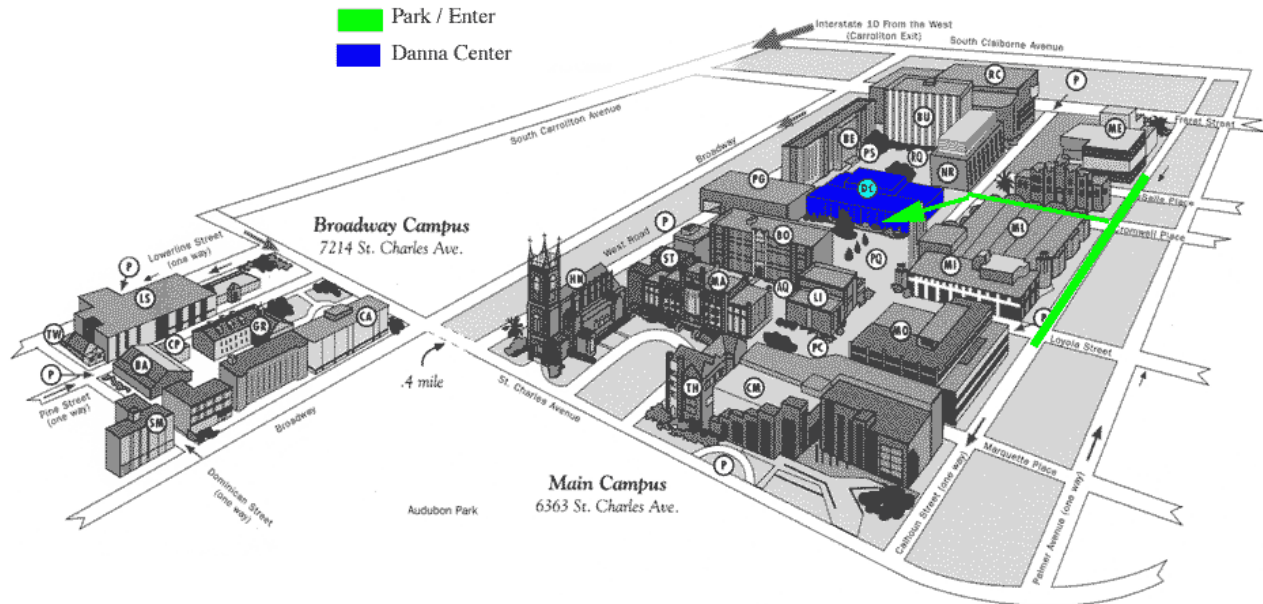 Park / Enter
Danna Center
Interstate 10 From the West
(Carrollton Exit)
South Claiborne Avenue
South Carrollton Avenue
Broadway
Freret Street
P
RC
BU
ME
BE
PS
RQ
NR
PG
DC
Cromwell Place
Broadway Campus
7214 St. Charles Ave.
P
West Road
BO
ML
Lowerline Street
(one way)
P
ST
PQ
MI
HN
MA
AQ
LI
LS
GR
CA
TW
CP
MO
P
Loyola Street
P
BA
PC
.4 mile
St. Charles Avenue
TH
CM
Pine Street
(one way)
SM
Broadway
Marquette Place
P
Dominican Street
(one way)
Main Campus
6363 St. Charles Ave.
Audubon Park
Calhoun Street (one way)
Palmer Avenue (one way)